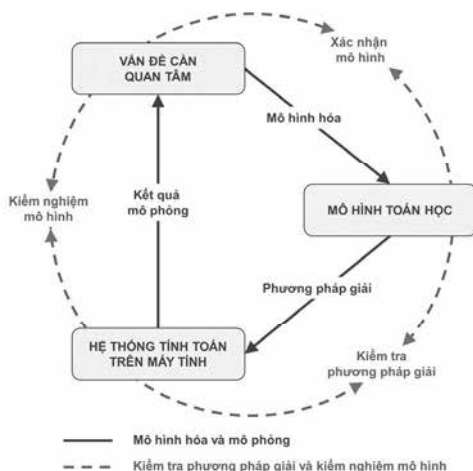 VẤN ĐỀ CẦN
QUAN TÂM
Xác nhận
mô hình
Mô hình hóa
Kiểm nghiệm
mô hình
Kết quả
mô phỏng
MÔ HÌNH TOÁN HỌC
Phương pháp giải
HỆ THỐNG TÍNH TOÁN
TRÊN MÁY TÍNH
Kiểm tra
phương pháp giải
Mô hình hóa và mô phỏng
Kiểm tra phương pháp giải và kiểm nghiệm mô hình